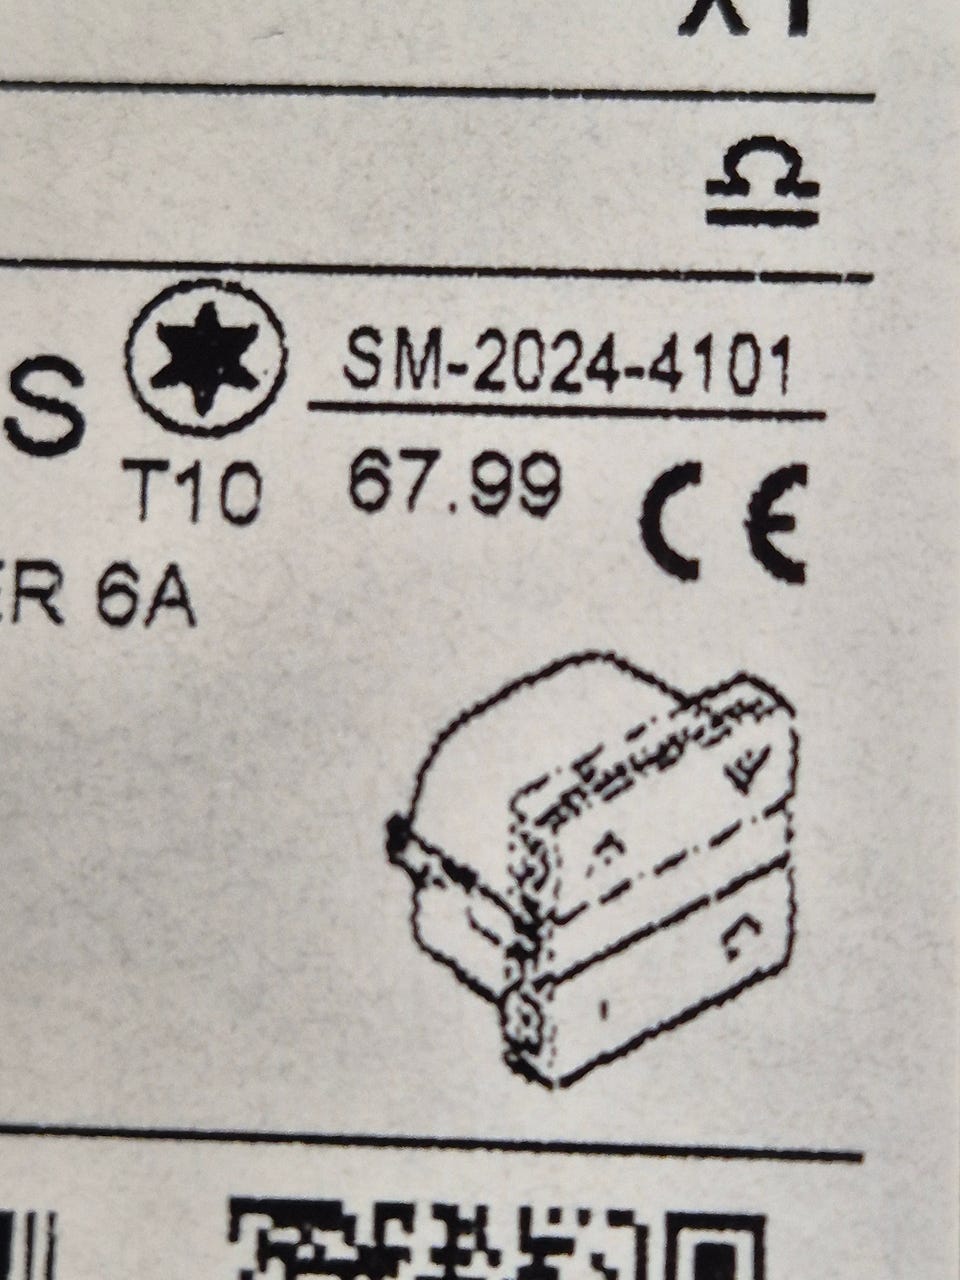 ♎
S
SM-2024-4101
T10 67.99 CE
ER 6A